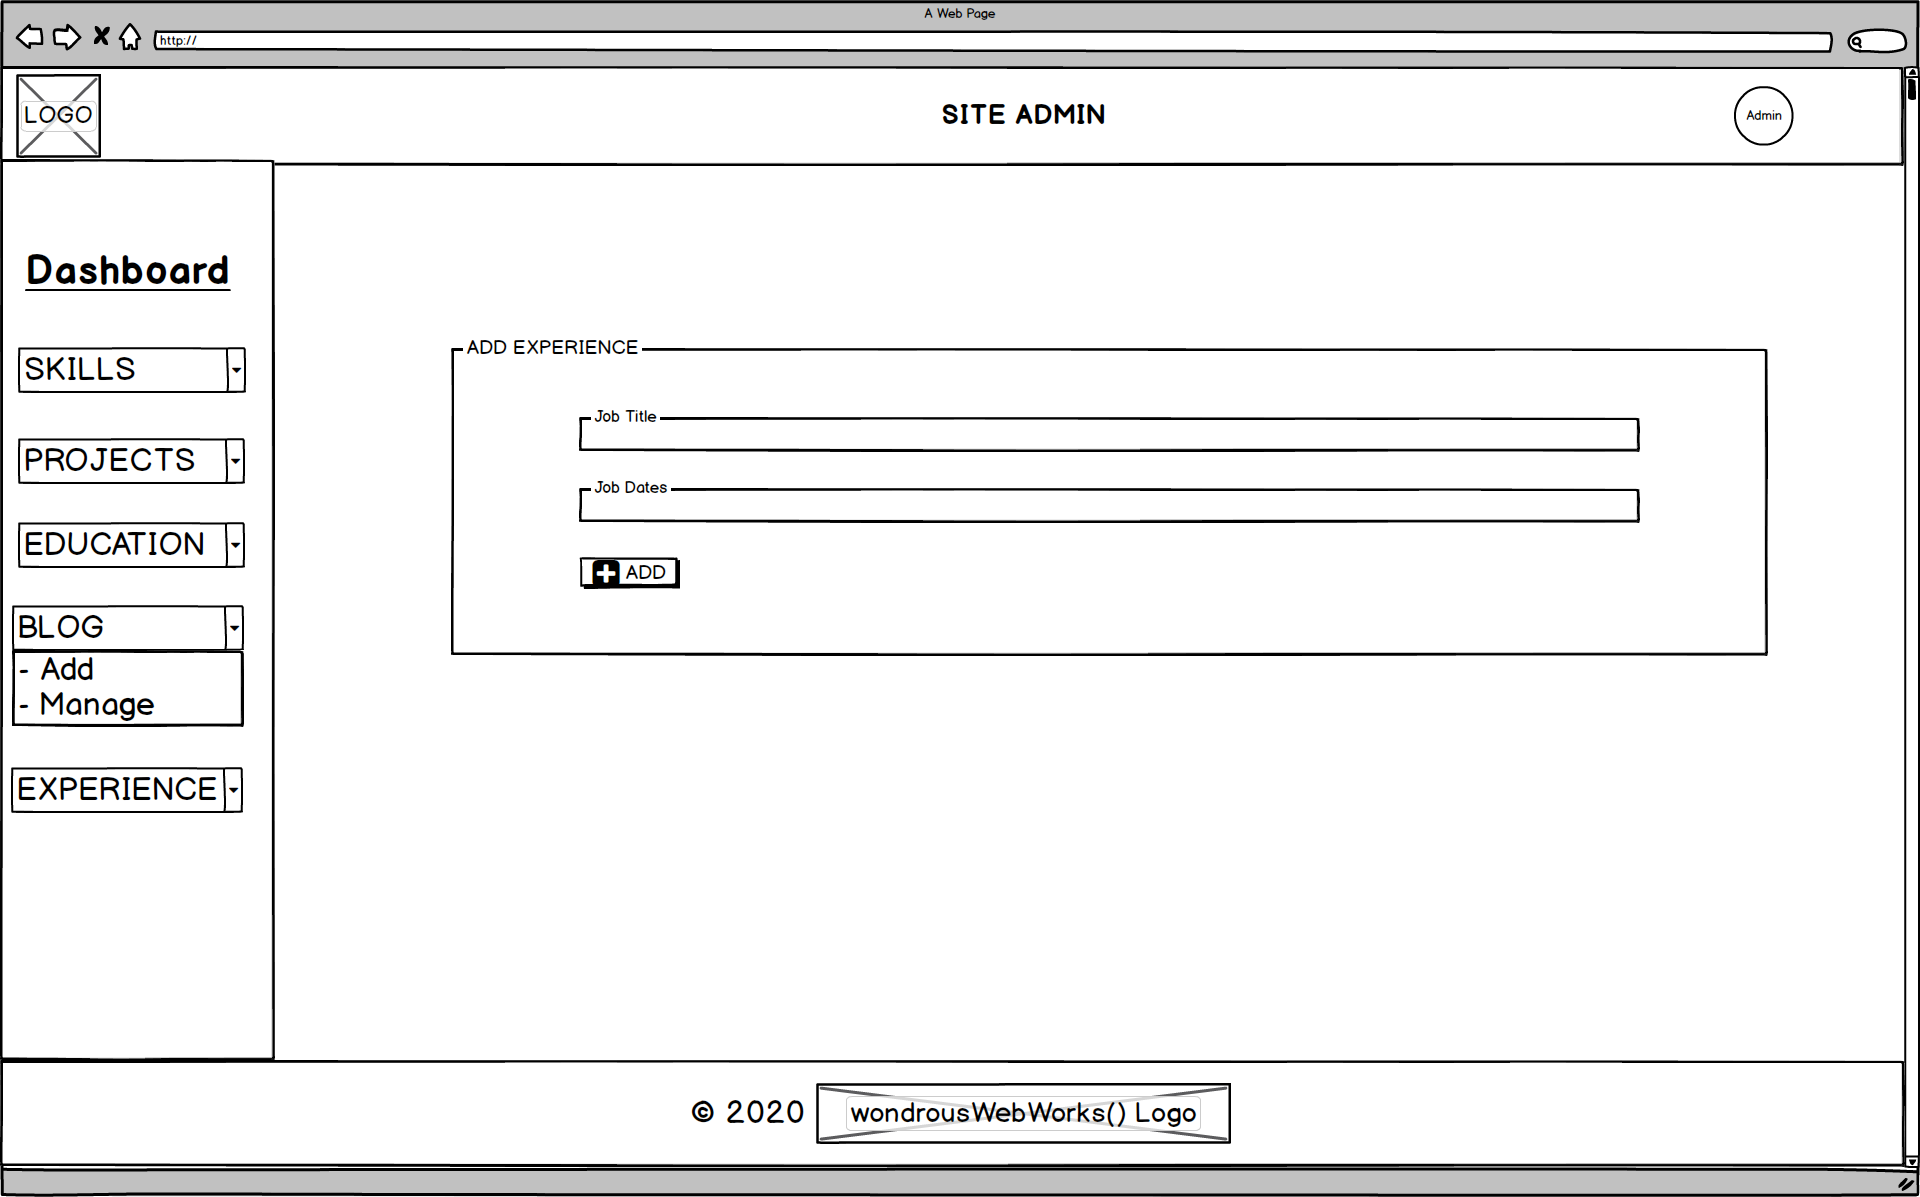 A Web Page
http://
LOGO
SITE ADMIN
Admin
Dashboard
SKILLS
PROJECTS
EDUCATION
BLOG
- Add
- Manage
EXPERIENCE
ADD EXPERIENCE
Job Title
Job Dates
ADD
© 2020
wondrousWebWorks() Logo